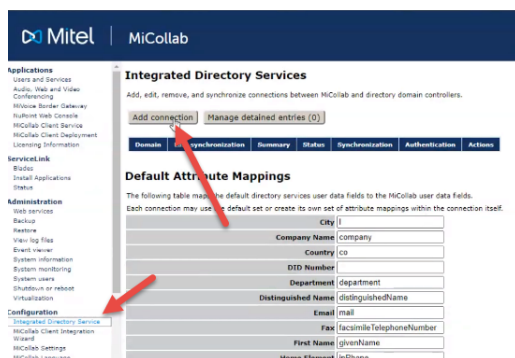 Mitel | MiCollab
Applications
Users and Services
Audio, Web and Video
Conferencing
MiVoice Border Gateway
NuPoint Web Console
MiCollab Client Service
MiCollab Client Deployment
Licensing Information
ServiceLink
Blades
Install Applications
Status
Administration
Web services
Backup
Restore
View log files
Event viewer
System information
System monitoring
System users
Shutdown or reboot
Virtualization
Configuration
Integrated Directory Service
MiCollab Client Integration
Wizard
MiCollab Settings
MiCollab Language
Integrated Directory Services
Add, edit, remove, and synchronize connections between MiCollab and directory domain controllers.
Add connection Manage detained entries (0)
Domain synchronization Summary Status Synchronization Authentication Actions
Default Attribute Mappings
The following table maps the default directory services user data fields to the MiCollab user data fields.
Each connection may use the default set or create its own set of attribute mappings within the connection itself.
City l
Company Name company
Country co
DID Number
Department department
Distinguished Name distinguishedName
Email mail
Fax facsimileTelephoneNumber
First Name givenName
Home Element ipPhone